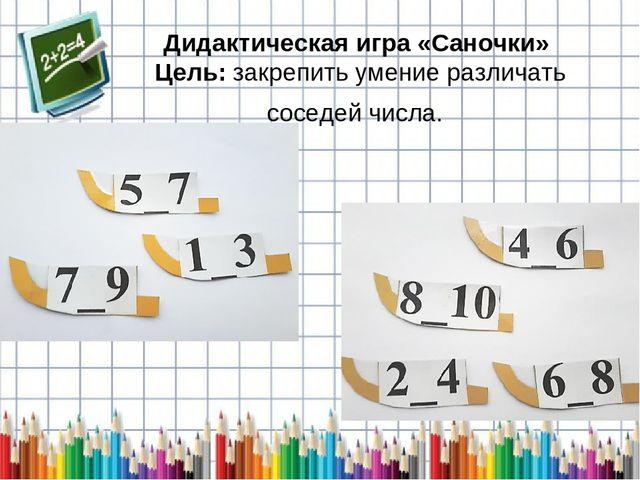 2+2=4
Дидактическая игра «Саночки»
Цель: закрепить умение различать
соседей числа.
5_7
1_3
7_9
4_6
8_10
2_4
6_8